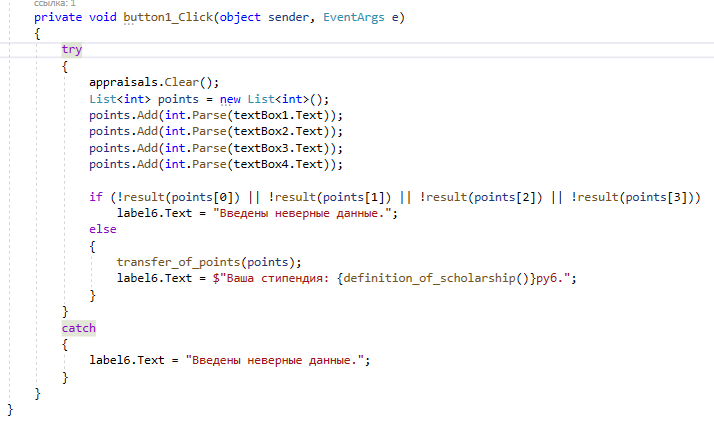 ссылка: 1
private void button1_Click(object sender, EventArgs e)
{
try
{
appraisals.Clear();
List<int> points = new List<int>();
points.Add(int.Parse(textBox1.Text));
points.Add(int.Parse(textBox2.Text));
points.Add(int.Parse(textBox3.Text));
points.Add(int.Parse(textBox4.Text));
if (!result(points[0]) || !result(points[1]) || !result(points[2]) || !result(points[3]))
label6.Text = "Введены неверные данные.";
else
{
transfer_of_points(points);
label6.Text = $"Ваша стипендия: {definition_of_scholarship()}руб.";
}
}
catch
{
label6.Text = "Введены неверные данные.";
}
}
}